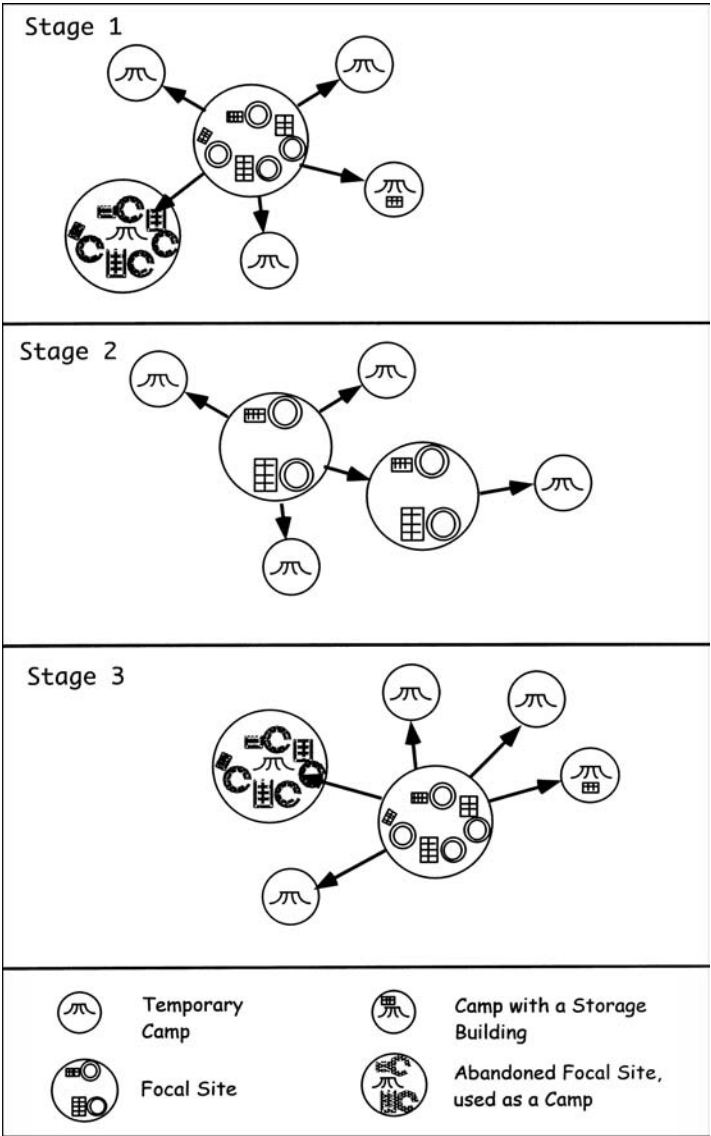 Stage 1
Stage 2
Stage 3
Temporary
Camp
Camp with a Storage
Building
Focal Site
Abandoned Focal Site,
used as a Camp